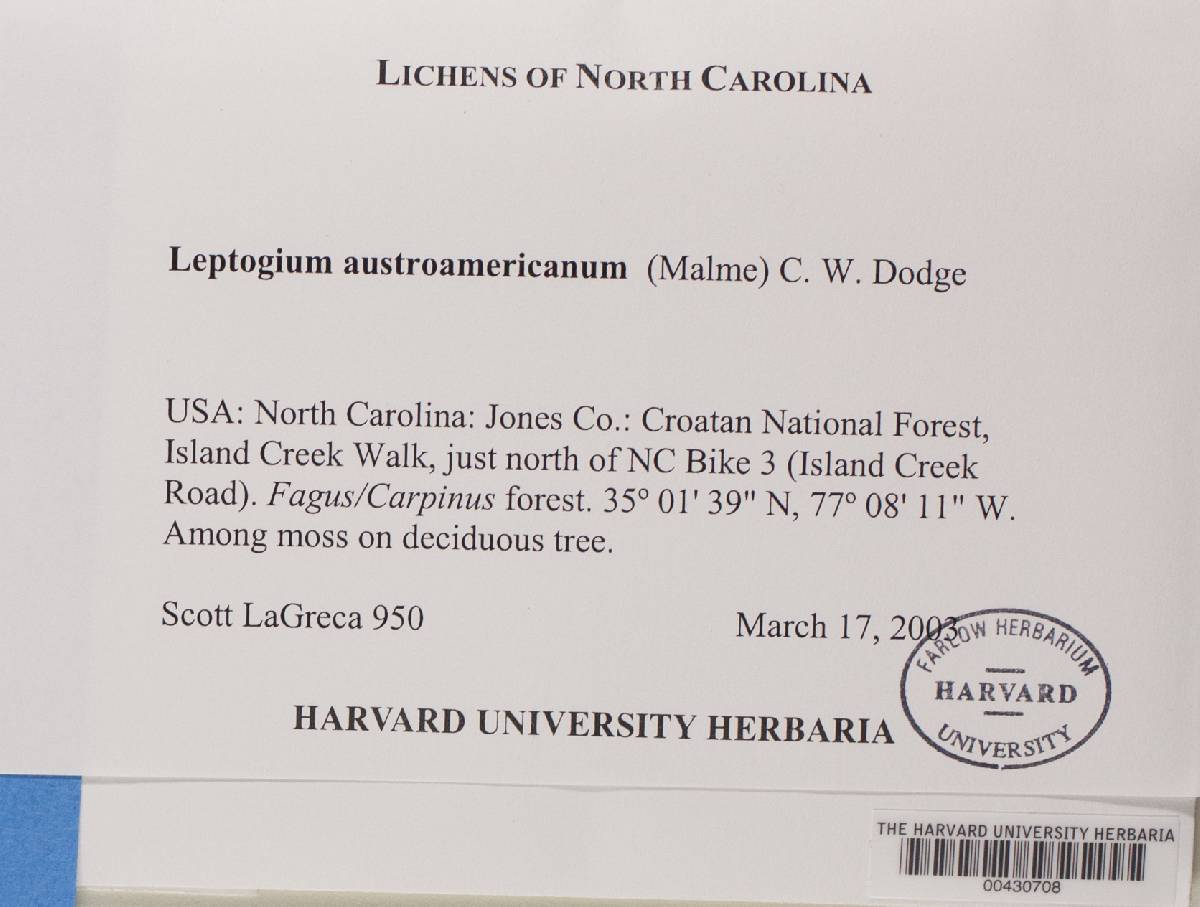 LICHENS OF NORTH CAROLINA
Leptogium austroamericanum (Malme) C. W. Dodge
USA: North Carolina: Jones Co.: Croatan National Forest,
Island Creek Walk, just north of NC Bike 3 (Island Creek
Road). Fagus/Carpinus forest. 35° 01' 39" N, 77° 08' 11" W.
Among moss on deciduous tree.
Scott LaGreca 950 March 17, 2003
FARLOW HERBARIUM
HARVARD
UNIVERSITY
HARVARD UNIVERSITY HERBARIA
THE HARVARD UNIVERSITY HERBARIA
00430708